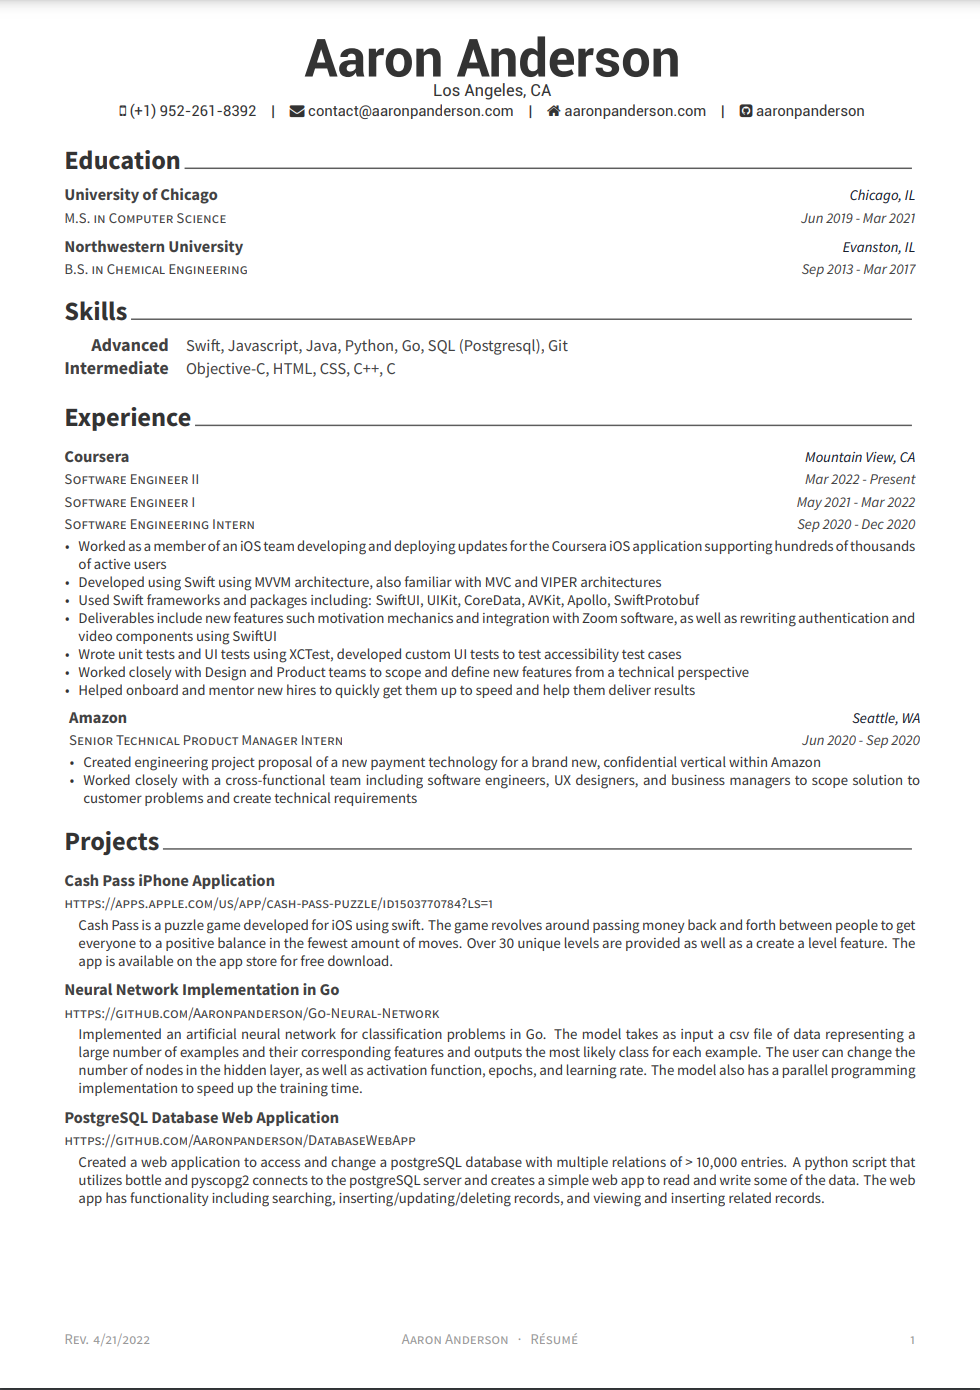 Aaron Anderson
Los Angeles, CA
(+1) 952-261-8392 | contact@aaronpanderson.com | aaronpanderson.com | aaronpanderson
Education
University of Chicago Chicago, IL
M.S. in Computer Science Jun 2019 - Mar 2021
Northwestern University Evanston, IL
B.S. in Chemical Engineering Sep 2013 - Mar 2017
Skills
Advanced Swift, Javascript, Java, Python, Go, SQL (Postgresql), Git
Intermediate Objective-C, HTML, CSS, C++, C
Experience
Coursera Mountain View, CA
Software Engineer II Mar 2022 - Present
Software Engineer I May 2021 - Mar 2022
Software Engineering Intern Sep 2020 - Dec 2020
• Worked as a member of an iOS team developing and deploying updates for the Coursera iOS application supporting hundreds of thousands
of active users
• Developed using Swift using MVVM architecture, also familiar with MVC and VIPER architectures
• Used Swift frameworks and packages including: SwiftUI, UIKit, CoreData, AVKit, Apollo, SwiftProtobuf
• Deliverables include new features such motivation mechanics and integration with Zoom software, as well as rewriting authentication and
video components using SwiftUI
• Wrote unit tests and UI tests using XCTest, developed custom UI tests to test accessibility test cases
• Worked closely with Design and Product teams to scope and define new features from a technical perspective
• Helped onboard and mentor new hires to quickly get them up to speed and help them deliver results
Amazon Seattle, WA
Senior Technical Product Manager Intern Jun 2020 - Sep 2020
• Created engineering project proposal of a new payment technology for a brand new, confidential vertical within Amazon
• Worked closely with a cross-functional team including software engineers, UX designers, and business managers to scope solution to
customer problems and create technical requirements
Projects
Cash Pass iPhone Application
https://apps.apple.com/us/app/cash-pass-puzzle/id1503770784?ls=1
Cash Pass is a puzzle game developed for iOS using swift. The game revolves around passing money back and forth between people to get
everyone to a positive balance in the fewest amount of moves. Over 30 unique levels are provided as well as a create a level feature. The
app is available on the app store for free download.
Neural Network Implementation in Go
https://github.com/Aaronpanderson/Go-Neural-Network
Implemented an artificial neural network for classification problems in Go. The model takes as input a csv file of data representing a
large number of examples and their corresponding features and outputs the most likely class for each example. The user can change the
number of nodes in the hidden layer, as well as activation function, epochs, and learning rate. The model also has a parallel programming
implementation to speed up the training time.
PostgreSQL Database Web Application
https://github.com/Aaronpanderson/DatabaseWebApp
Created a web application to access and change a postgreSQL database with multiple relations of > 10,000 entries. A python script that
utilizes bottle and pyscopg2 connects to the postgreSQL server and creates a simple web app to read and write some of the data. The web
app has functionality including searching, inserting/updating/deleting records, and viewing and inserting related records.
Rev. 4/21/2022 Aaron Anderson · Résumé 1